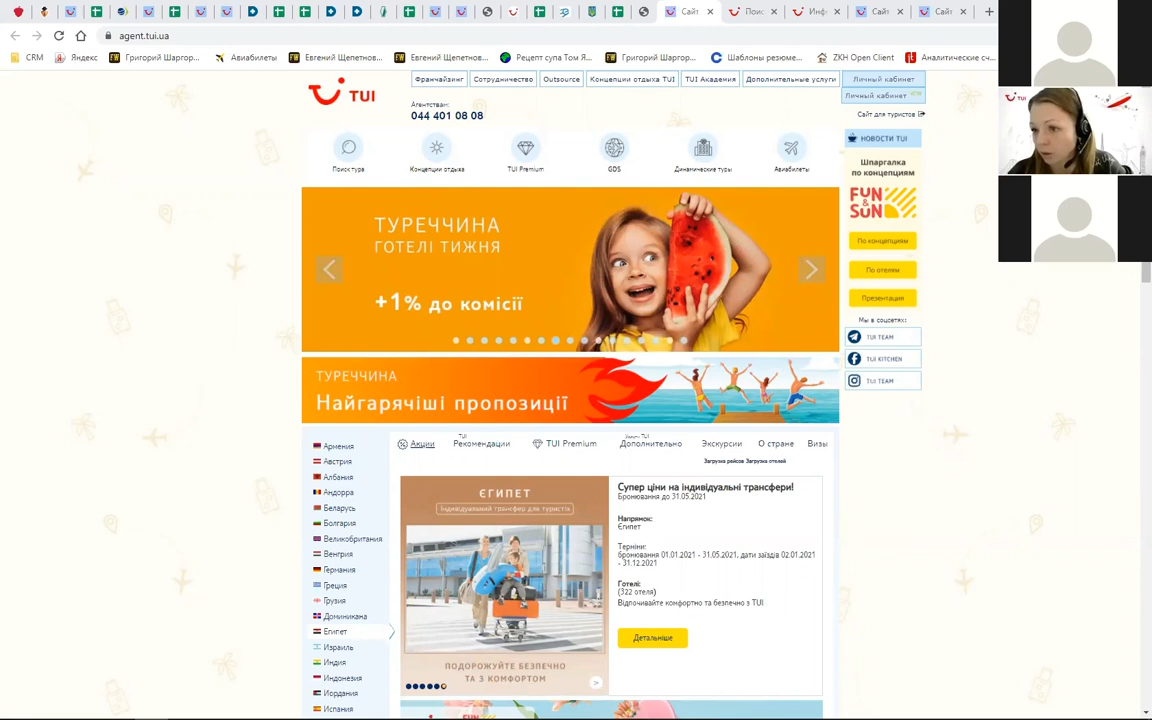 Сайт
Поис
Инфо
Сайт
Сайт
agent.tui.ua
CRM
Яндекс
Григорий Шаргор...
Авиабилеты
Евгений Щепетнов...
Евгений Щепетнов...
Рецепт супа Том Я...
Григорий Шаргор...
Шаблоны резюме...
ZKH Open Client
Аналитические сч...
TUI
Франчайзинг
Сотрудничество
Outsource
Концепции отдыха TUI
TUI Академия
Дополнительные услуги
Личный кабинет
Личный кабинет
Агентствам:
044 401 08 08
Сайт для туристов
Поиск тура
Концепции отдыха
TUI Premium
GDS
Динамические туры
Авиабилеты
НОВОСТИ TUI
Шпаргалка
по концепциям
FUN
&SUN
По концепциям
По отелям
Презентация
Мы в соцсетях:
TUI TEAM
TUI KITCHEN
TUI TEAM
ТУРЕЧЧИНА
ГОТЕЛІ ТИЖНЯ
+1% до комісії
ТУРЕЧЧИНА
Найгарячіші пропозиції
Армения
Австрия
Албания
Андорра
Беларусь
Болгария
Великобритания
Венгрия
Германия
Греция
Грузия
Доминикана
Египет
Израиль
Индия
Индонезия
Иордания
Испания
Акции
TUI
Рекомендации
TUI Premium
Дополнительно
Экскурсии
О стране
Визы
Загрузка рейсов Загрузка отелей
ЄГИПЕТ
Індивідуальний трансфер для туристів
ПОДОРОЖУЙТЕ БЕЗПЕЧНО
ТА З КОМФОРТОМ
Супер ціни на індивідуальні трансфери!
Бронювання до 31.05.2021
Напрямок:
Єгипет
Терміни:
бронювання 01.01.2021 - 31.05.2021, дати заїздів 02.01.2021
- 31.12.2021
Готелі:
(322 отеля)
Відпочивайте комфортно та безпечно з TUI
Детальніше